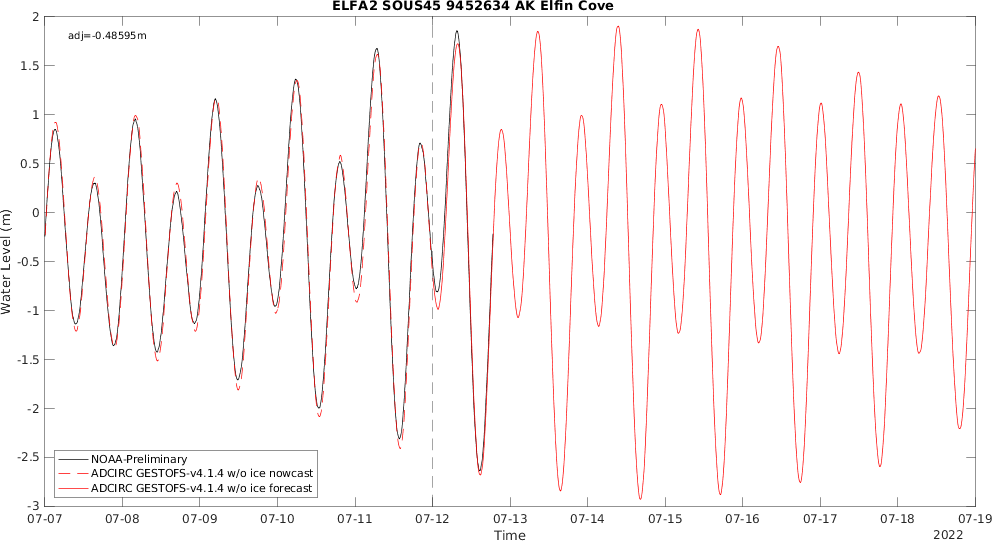 ELFA2 SOUS45 9452634 AK Elfin Cove
adj=-0.48595m
2
1.5
1
0.5
0
-0.5
-1
-1.5
-2
-2.5
-3
Water Level (m)
NOAA-Preliminary
ADCIRC GESTOFS-v4.1.4 w/o ice nowcast
ADCIRC GESTOFS-v4.1.4 w/o ice forecast
07-07 07-08 07-09 07-10 07-11 07-12 07-13 07-14 07-15 07-16 07-17 07-18 07-19
Time
2022